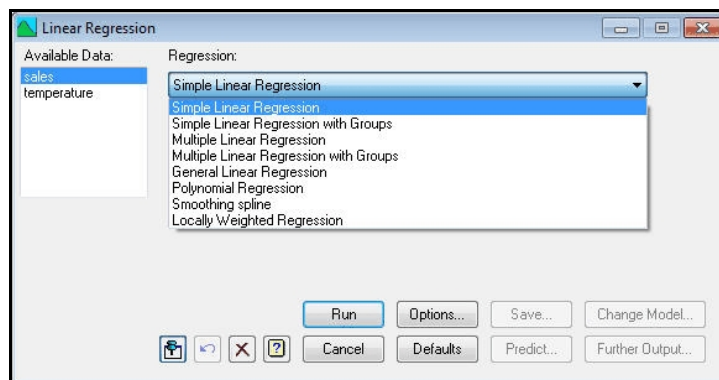 Linear Regression
Available Data:
sales
temperature
Regression:
Simple Linear Regression
Simple Linear Regression
Simple Linear Regression with Groups
Multiple Linear Regression
Multiple Linear Regression with Groups
General Linear Regression
Polynomial Regression
Smoothing spline
Locally Weighted Regression
Run Options... Save... Change Model...
Cancel Defaults Predict... Further Output...